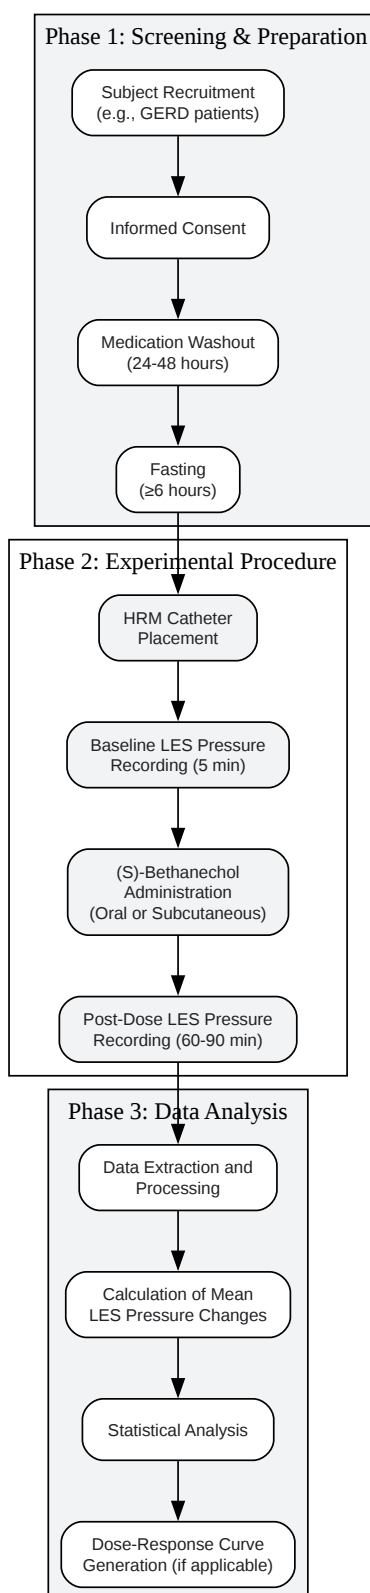 Phase 1: Screening & Preparation
Subject Recruitment
(e.g., GERD patients)
Informed Consent
Medication Washout
(24-48 hours)
Fasting
(≥6 hours)
Phase 2: Experimental Procedure
HRM Catheter
Placement
Baseline LES Pressure
Recording (5 min)
(S)-Bethanechol
Administration
(Oral or Subcutaneous)
Post-Dose LES Pressure
Recording (60-90 min)
Phase 3: Data Analysis
Data Extraction and
Processing
Calculation of Mean
LES Pressure Changes
Statistical Analysis
Dose-Response Curve
Generation (if applicable)